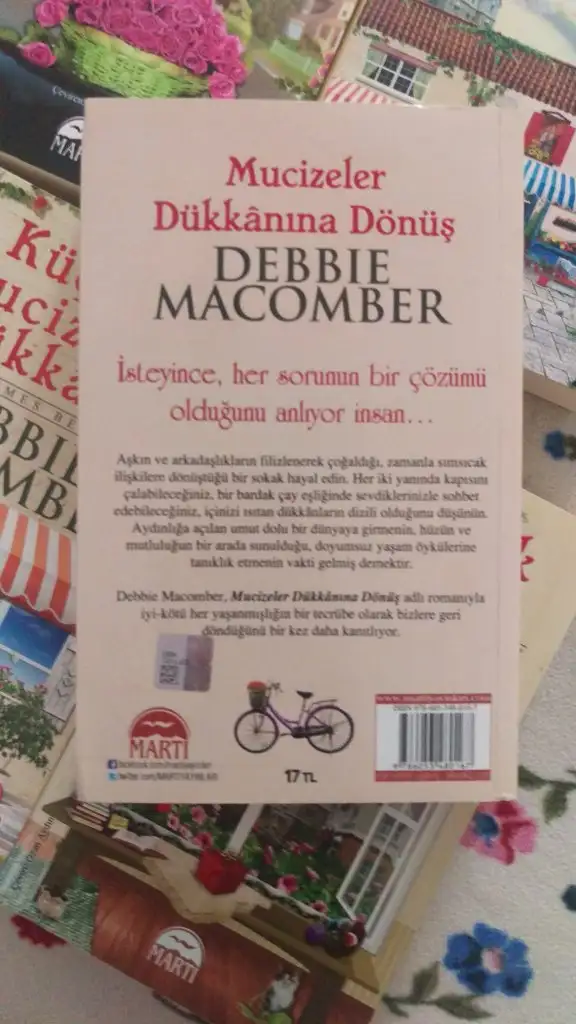 Mucizeler
Dükkânına Dönüş
DEBBIE
MACOMBER
İsteyince, her sorunun bir çözümü
olduğunu anlıyor insan...
Aşkın ve arkadaşlıkların filizlenerek çoğaldığı, zamanla sımsıcak
ilişkilere dönüştüğü bir sokak hayal edin. Her iki yanında kapısını
çalabileceğiniz, bir bardak çay eşliğinde sevdiklerinizle sohbet
edebileceğiniz, içinizi ısıtan dükkânların dizili olduğunu düşünün.
Aydınlığa açılan umut dolu bir dünyaya girmenin, hüzün ve
mutluluğun bir arada sunulduğu, doyumsuz yaşam öykülerine
tanıklık etmenin vakti gelmiş demektir.
Debbie Macomber, Mucizeler Dükkânına Dönüş adlı romanıyla
iyi-kötü her yaşanmışlığın bir tecrübe olarak bizlere geri
döndüğünü bir kez daha kanıtlıyor.
MARTI
17 TL
MARTI